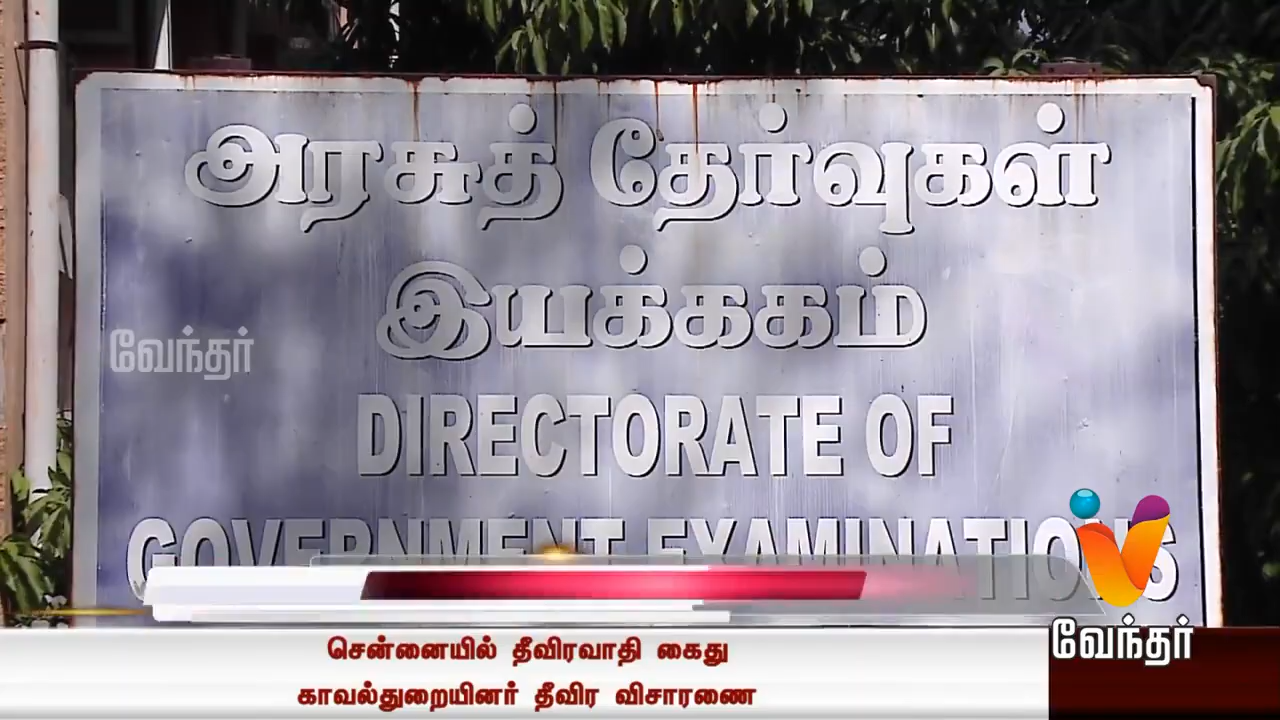 அரசுத் தேர்வுகள்
இயக்ககம்
வேந்தர்
DIRECTORATE OF
GOVERNMENT EXAMINATIONS
வேந்தர்
சென்னையில் தீவிரவாதி கைது
காவல்துறையினர் தீவிர விசாரணை